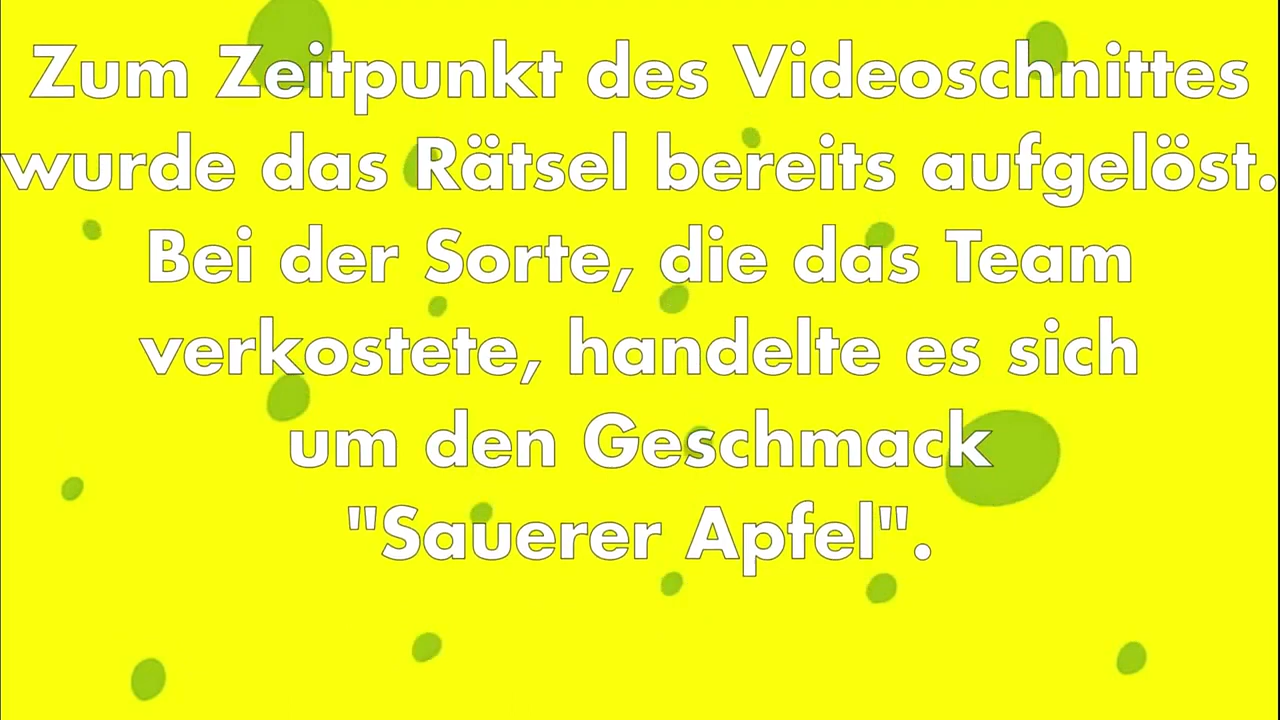 Zum Zeitpunkt des Videoschnittes
wurde das Rätsel bereits aufgelöst.
Bei der Sorte, die das Team
verkostete, handelte es sich
um den Geschmack
"Sauerer Apfel".